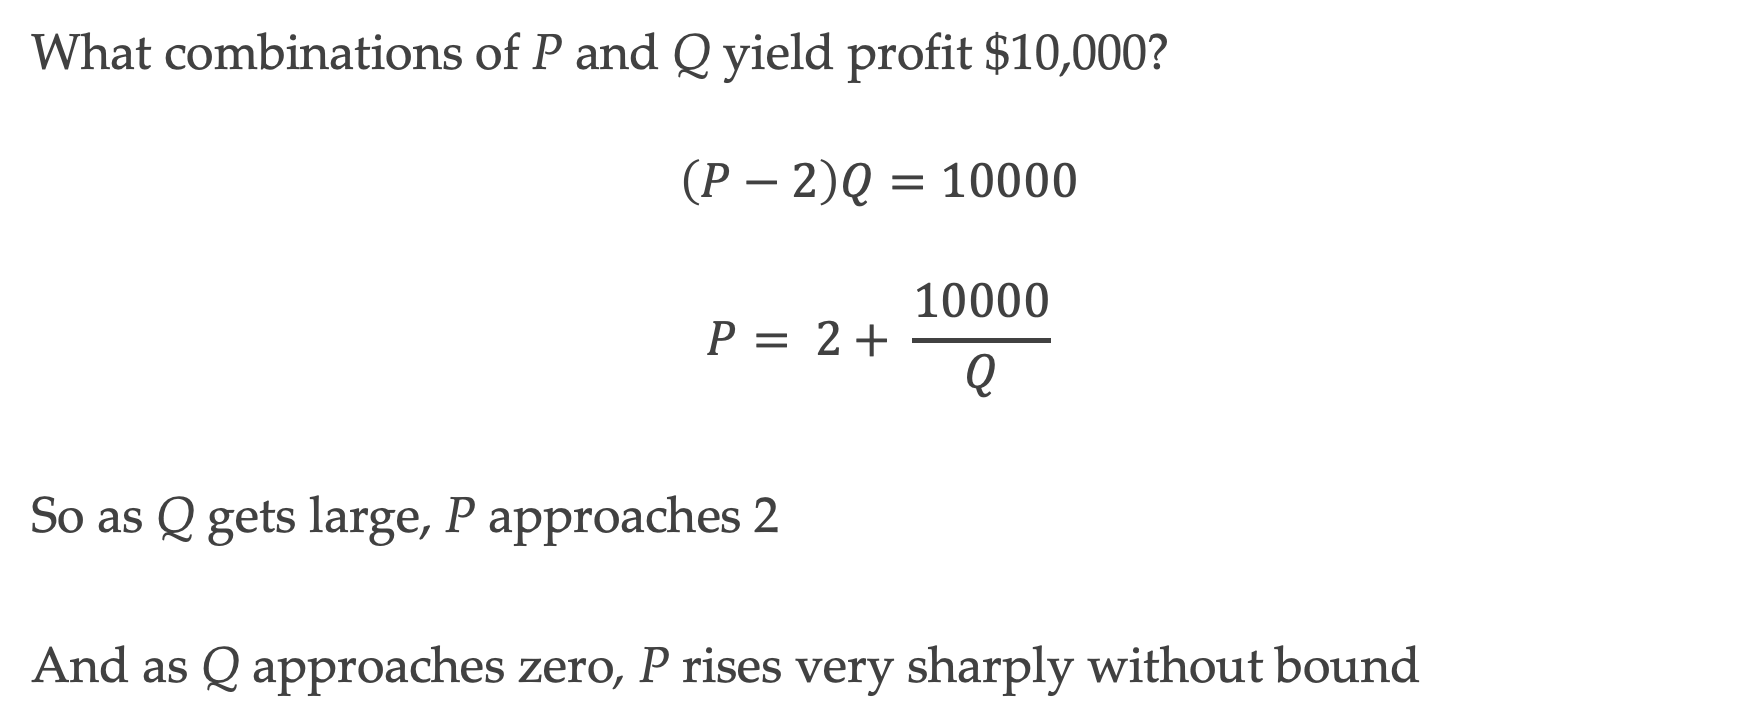 What combinations of P and Q yield profit $10,000?
(P − 2)Q = 10000
P = 2 + 10000/Q
So as Q gets large, P approaches 2
And as Q approaches zero, P rises very sharply without bound